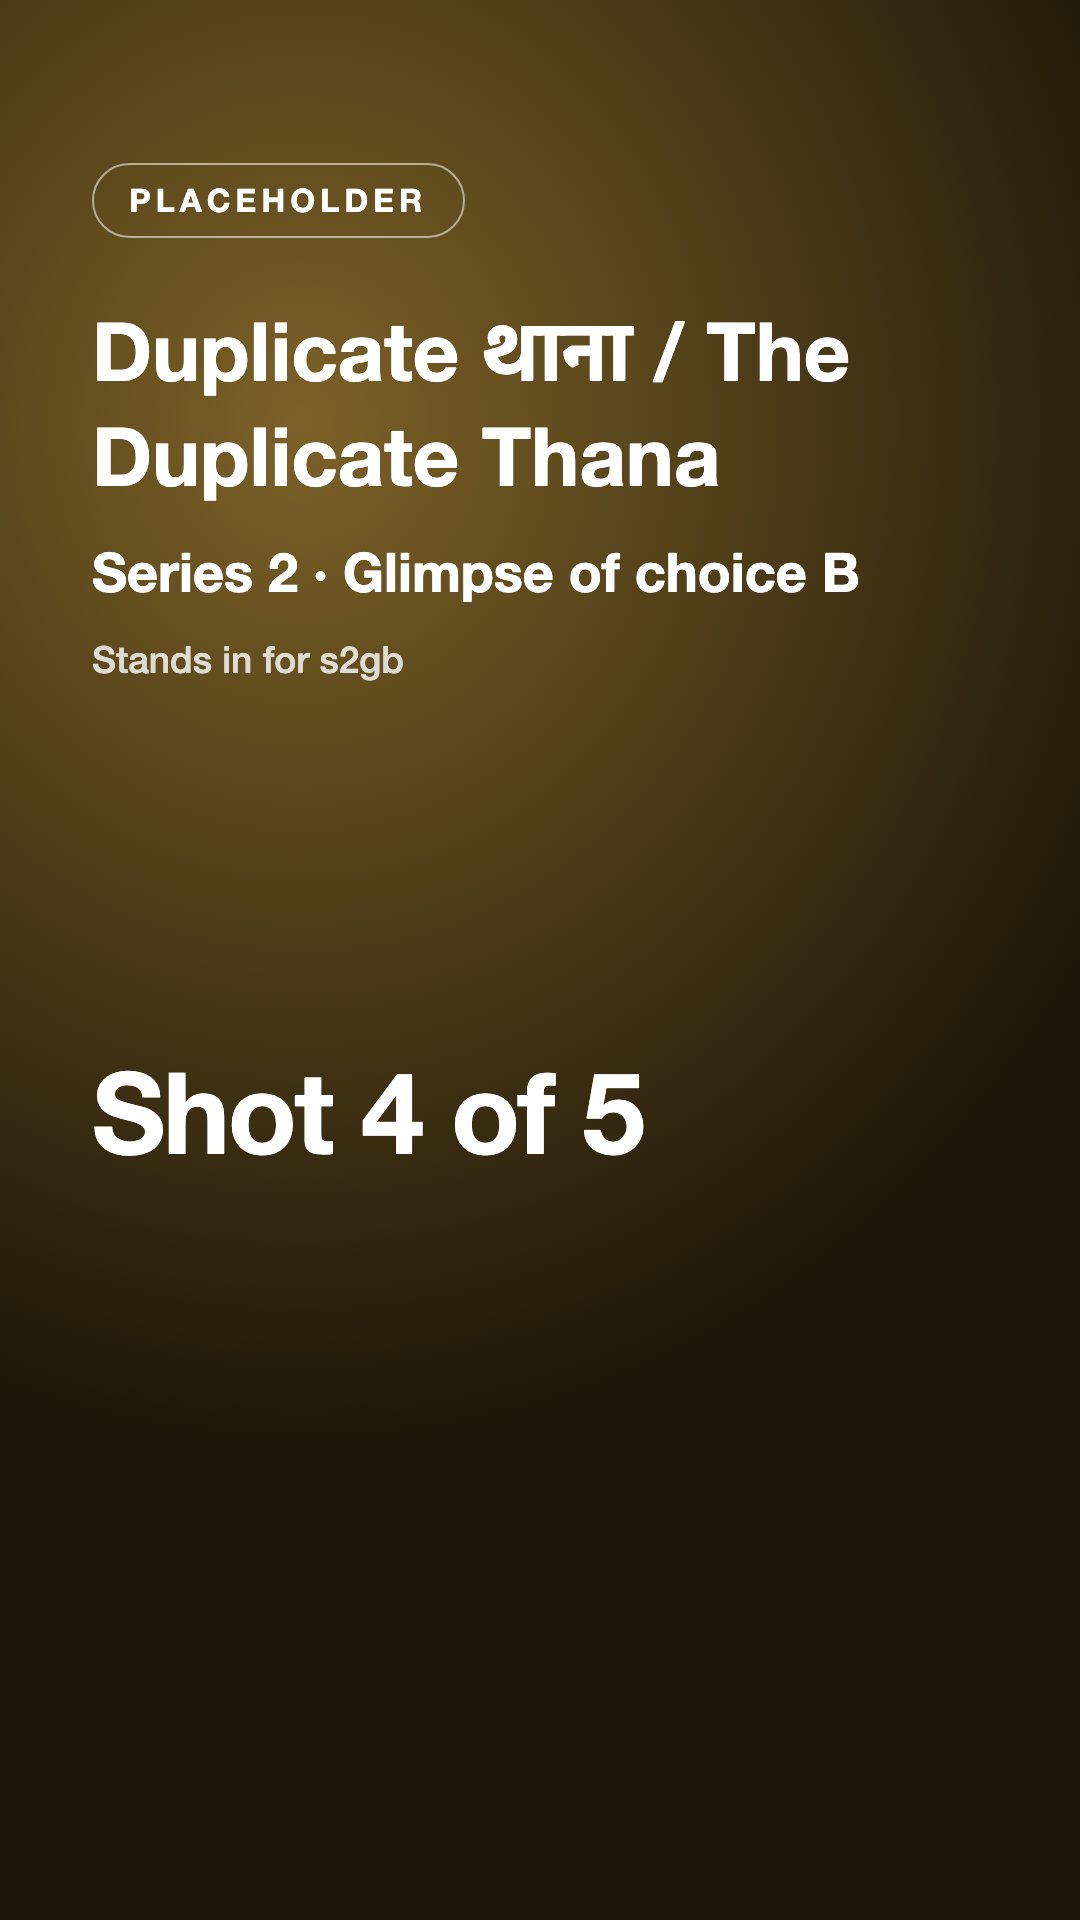 PLACEHOLDER
Duplicate थाना / The
Duplicate Thana
Series 2 · Glimpse of choice B
Stands in for s2gb
Shot 4 of 5